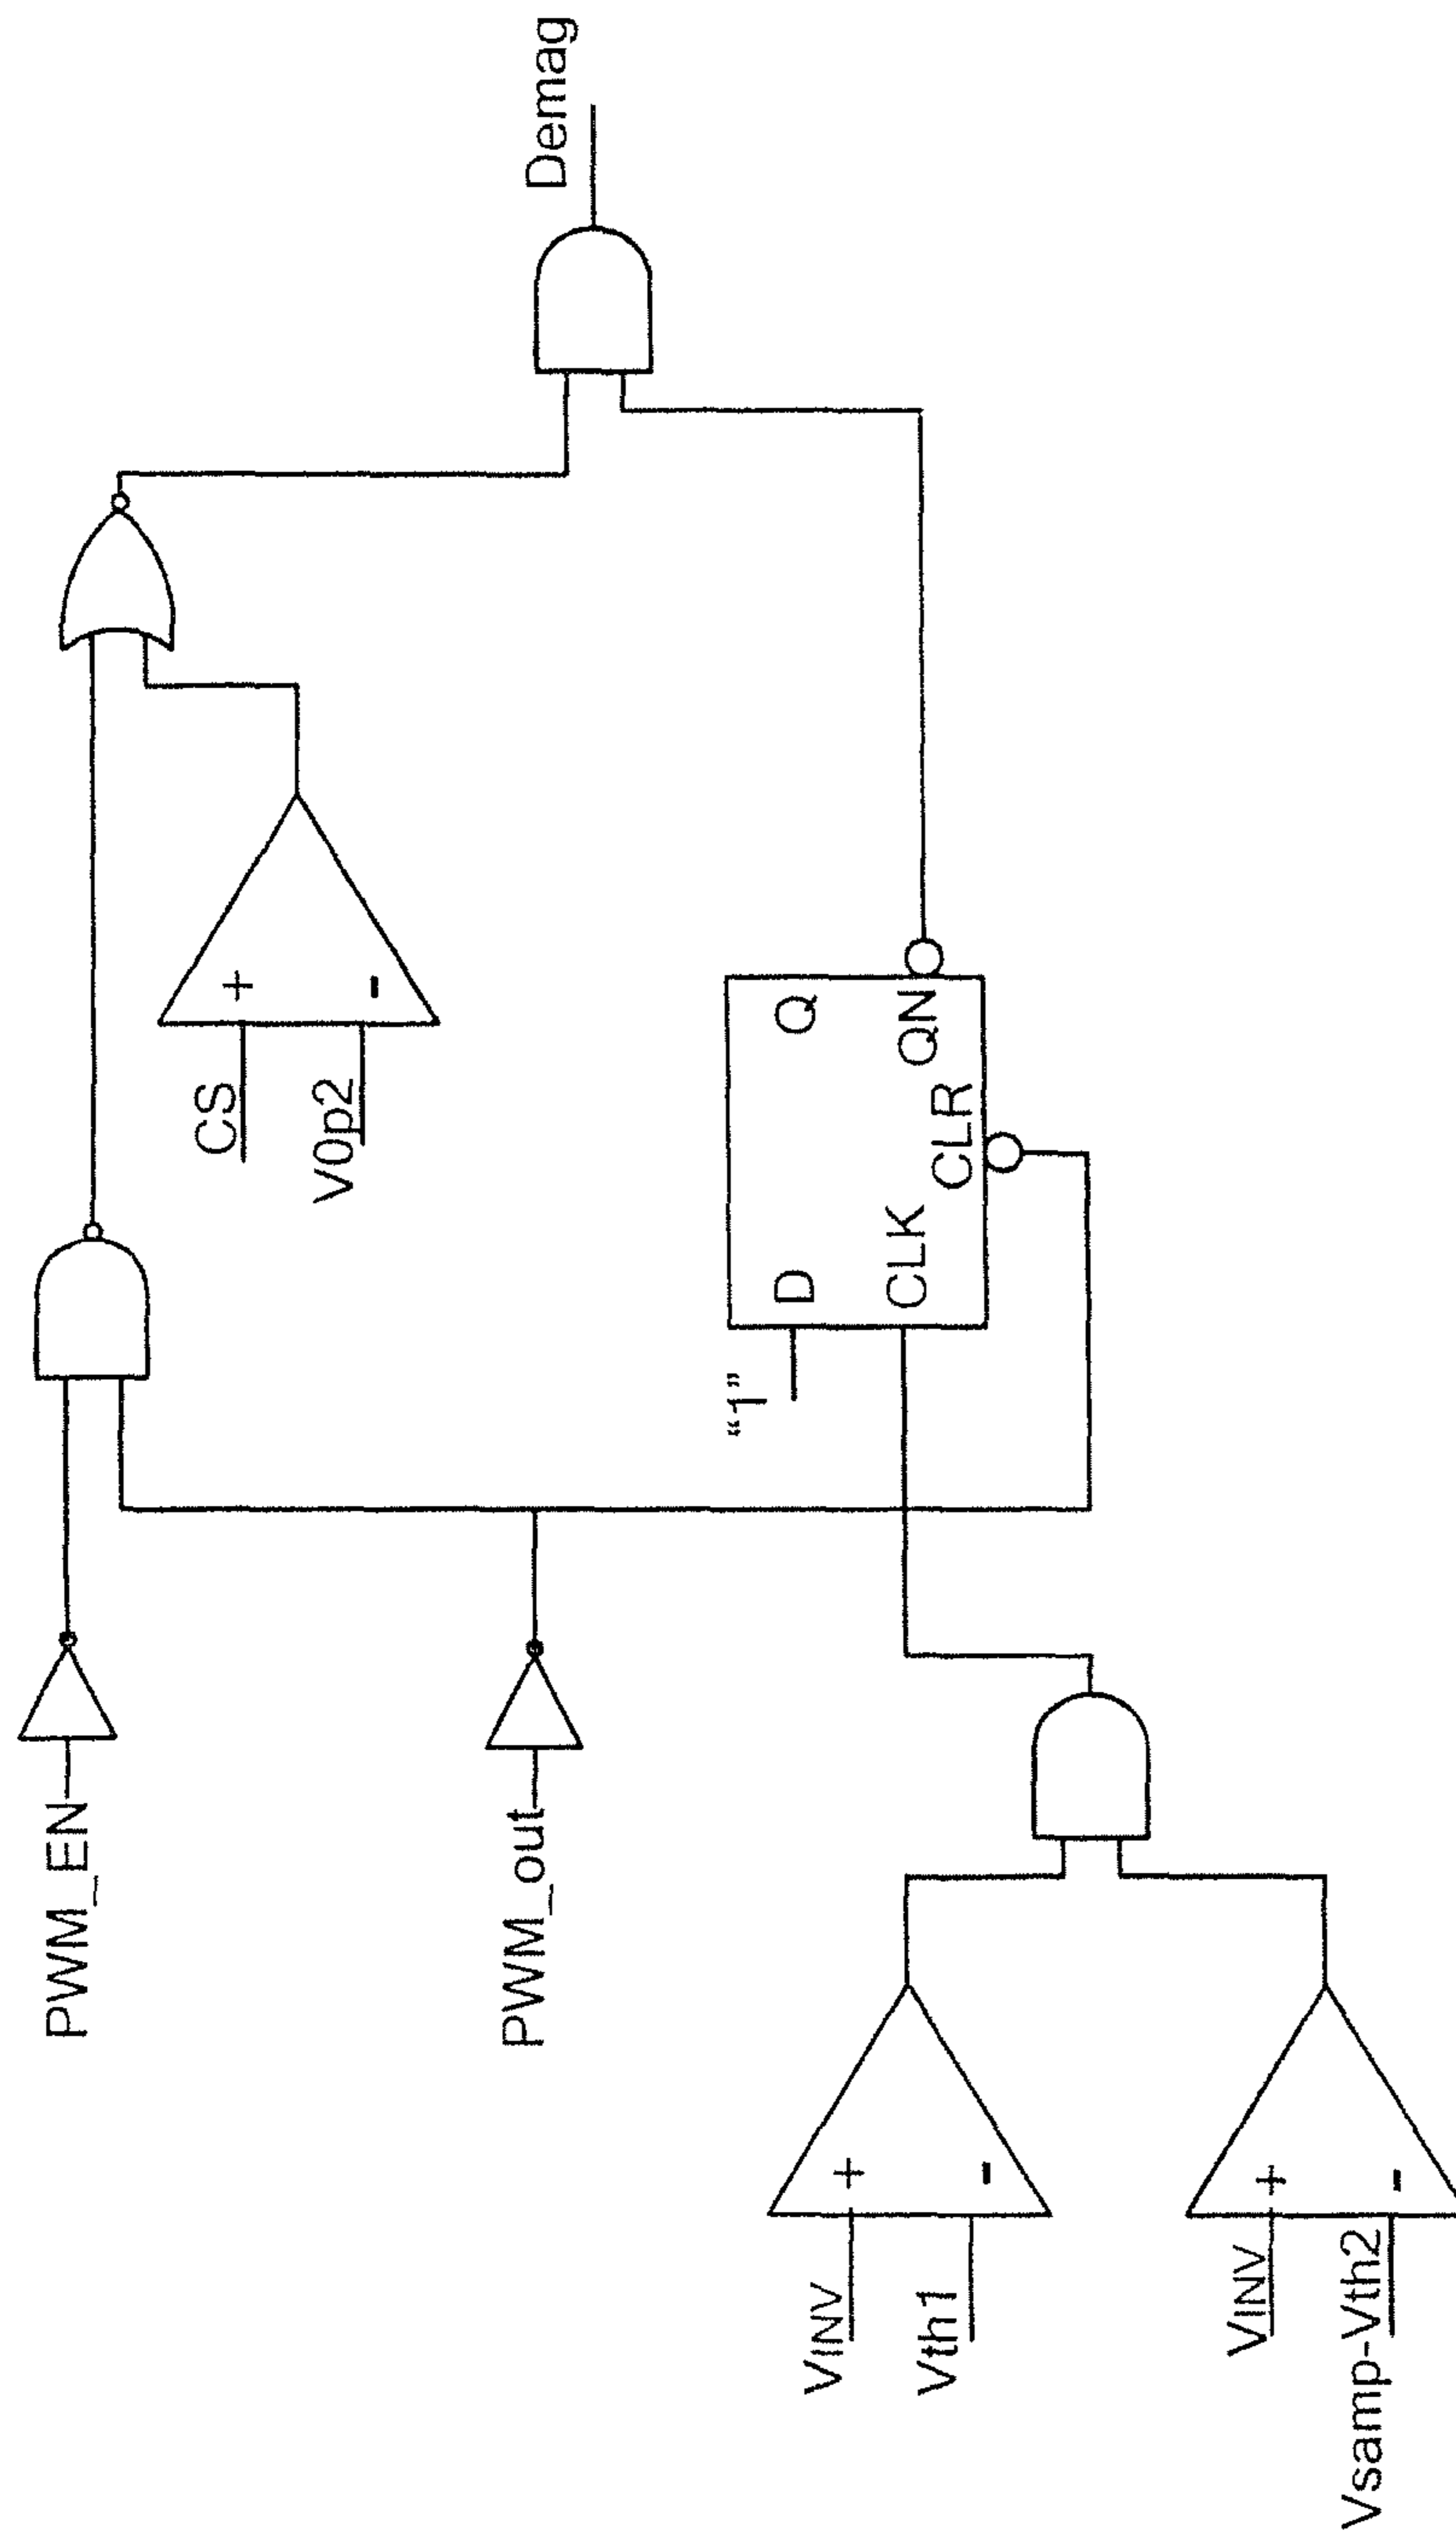 PWM_EN
PWM_out
CS
+
V0p2
-
Demag
"1"
D
Q
CLK
QN
CLR
VINV
+
Vth1
-
VINV
+
Vsamp-Vth2
-